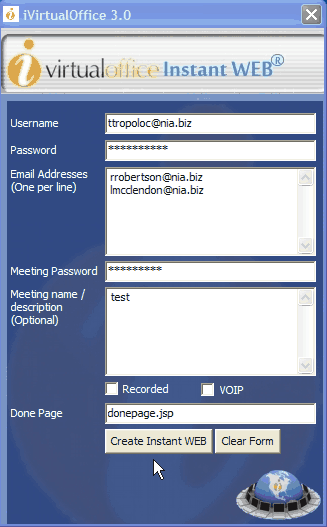 iVirtualOffice 3.0
i virtualoffice Instant WEB®
Username
ttropoloc@nia.biz
Password
**********
Email Addresses
(One per line)
rrobertson@nia.biz
lmcclendon@nia.biz
Meeting Password
*********
Meeting name /
description
(Optional)
test
Recorded
VOIP
Done Page
donepage.jsp
Create Instant WEB
Clear Form